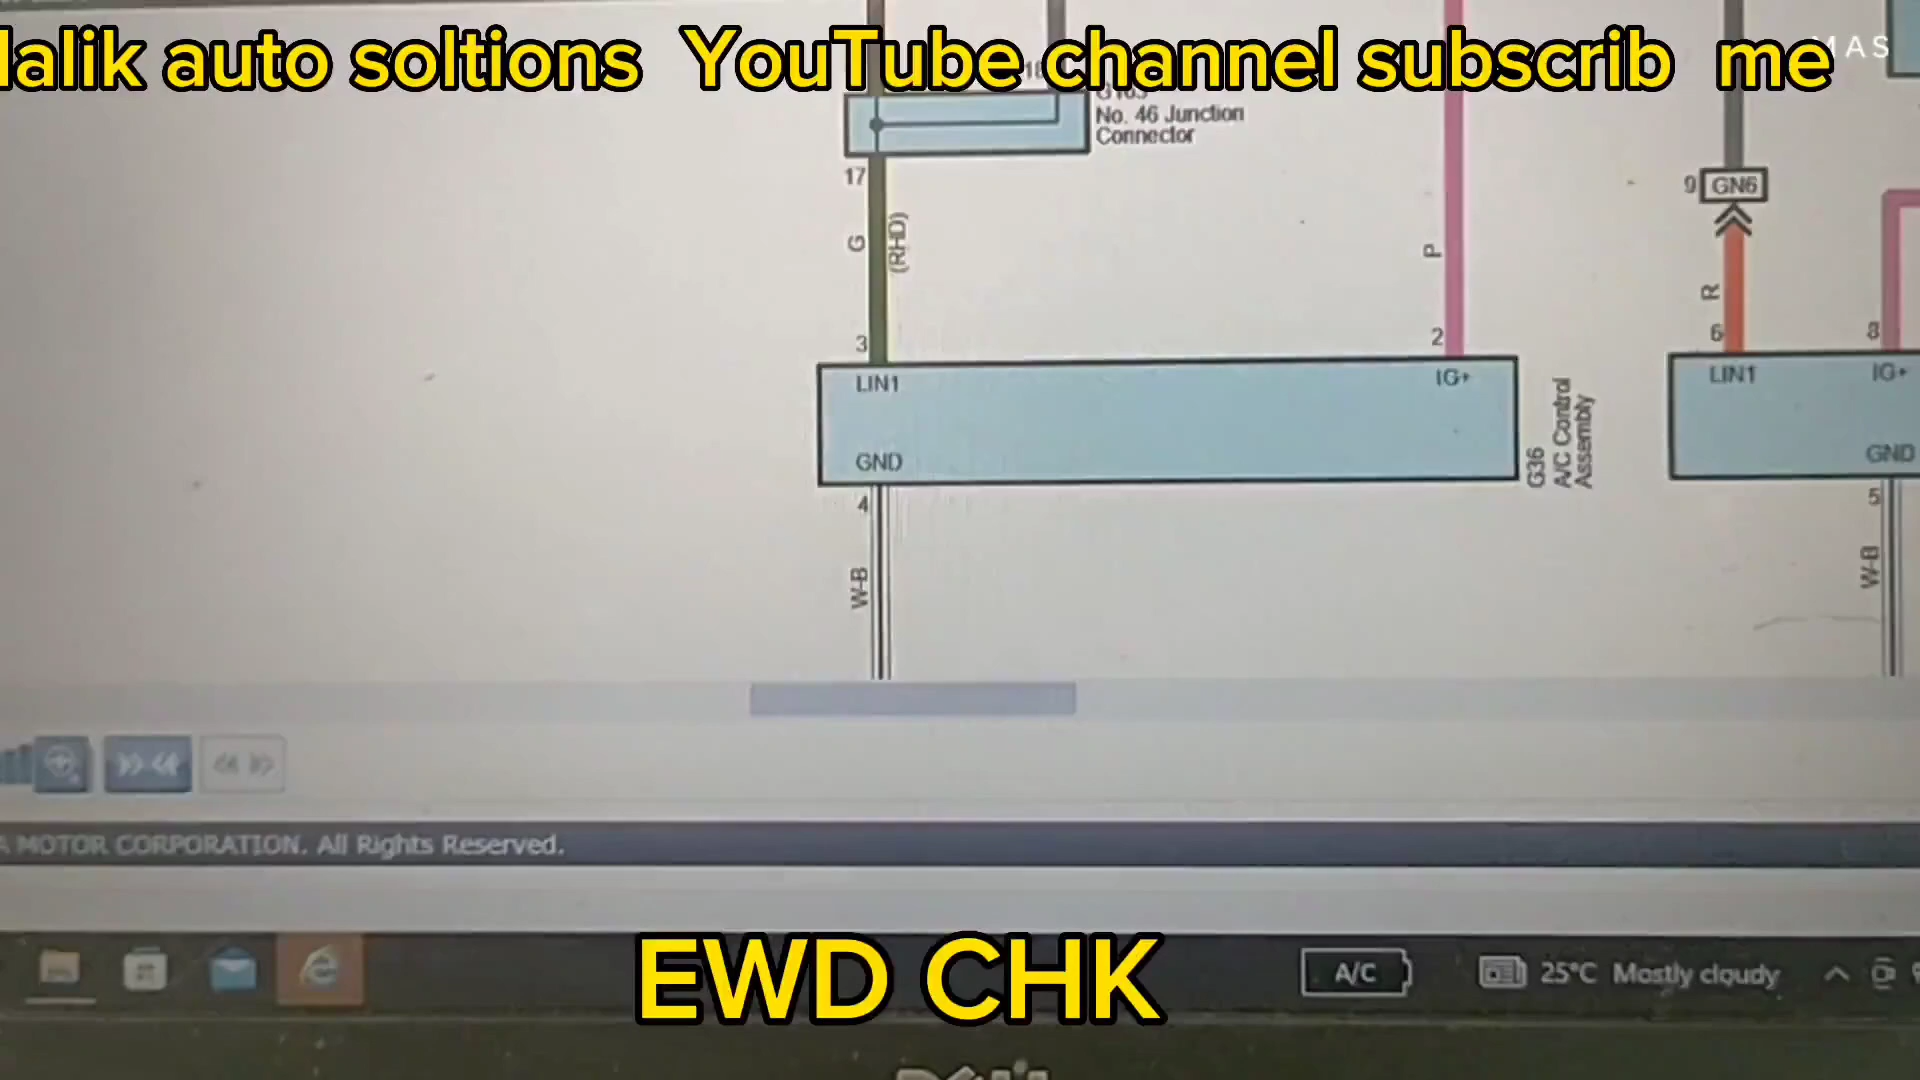 alik auto soltions YouTube channel subscrib me
MAS
No. 46 Junction
Connector
17
9 GN6
G
(RHD)
P
R
3
2
6
8
LIN1
IG+
LIN1
IG+
GND
GND
G36
A/C Control
Assembly
4
5
W-B
W-B
A MOTOR CORPORATION. All Rights Reserved.
EWD CHK
A/C
25°C Mostly cloudy